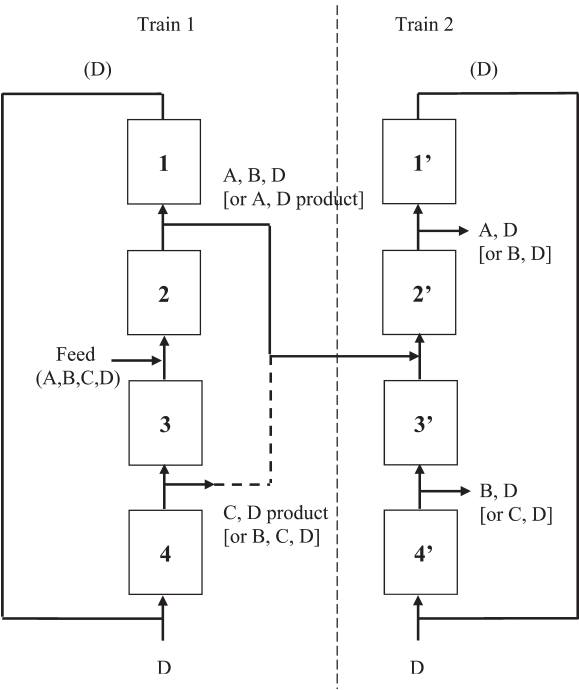 Train 1
Train 2
(D)
(D)
1
1’
A, B, D
[or A, D product]
A, D
[or B, D]
2
2’
Feed
(A,B,C,D)
3
3’
C, D product
[or B, C, D]
B, D
[or C, D]
4
4’
D
D